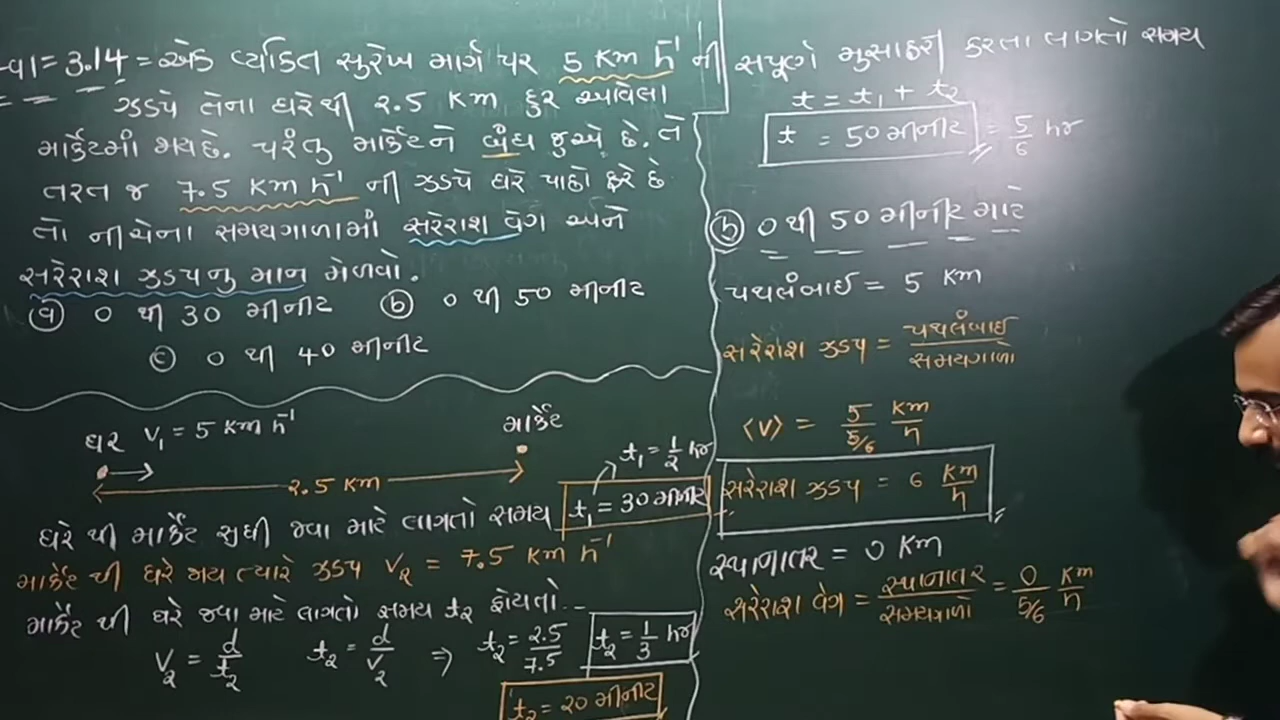 સ્વા = 3.14 = એક વ્યકિત સુરેખ માર્ગ પર 5 Km h⁻¹ ની
ઝડપે તેના ઘરેથી 2.5 Km દુર આવેલા
માર્કેટમાં જાય છે. પરંતુ માર્કેટને બંધ જુએ છે. તે
તરત જ 7.5 Km h⁻¹ ની ઝડપે ઘરે પાછો ફરે છે
તો નીચેના સમયગાળામાં સરેરાશ વેગ અને
સરેરાશ ઝડપનુ માન મેળવો.
(a) 0 થી 30 મીનીટ (b) 0 થી 50 મીનીટ
(c) 0 થી 40 મીનીટ
ઘર V₁ = 5 Km h⁻¹ માર્કેટ
2.5 Km
t₁ = 1/2 hr
ઘરે થી માર્કેટ સુધી જવા માટે લાગતો સમય t₁ = 30 મીનીટ
માર્કેટ થી ઘરે જાય ત્યારે ઝડપ V₂ = 7.5 Km h⁻¹
માર્કેટ થી ઘરે જવા માટે લાગતો સમય t₂ હોયતો..
V₂ = d/t₂ t₂ = d/V₂ ⇒ t₂ = 2.5/7.5 t₂ = 1/3 hr
t₂ = 20 મીનીટ
સપૂર્ણ મુસાફરી કરતા લાગતો સમય
t = t₁ + t₂
t = 50 મીનીટ = 5/6 hr
(b) 0 થી 50 મીનીટ માટે
પથલંબાઈ = 5 Km
સરેરાશ ઝડપ = પથલંબાઈ/સમયગાળો
⟨v⟩ = 5/5/6 Km/h
સરેરાશ ઝડપ = 6 Km/h
સ્થાનાતર = 0 Km
સરેરાશ વેગ = સ્થાનાતર/સમયગાળો = 0/5/6 Km/h